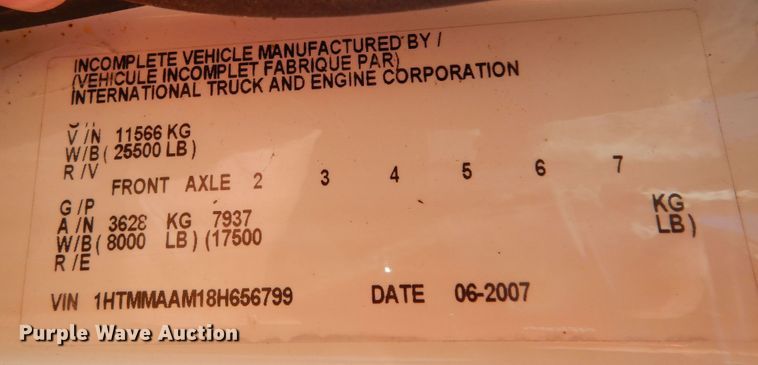 INCOMPLETE VEHICLE MANUFACTURED BY /
(VEHICULE INCOMPLET FABRIQUE PAR)
INTERNATIONAL TRUCK AND ENGINE CORPORATION
V /N 11566 KG
W/B ( 25500 LB )
R /V
FRONT AXLE 2 3 4 5 6 7
G /P
A /N 3628 KG 7937 KG
W/B ( 8000 LB ) (17500 LB )
R /E
VIN 1HTMMAAM18H656799 DATE 06-2007
Purple Wave Auction